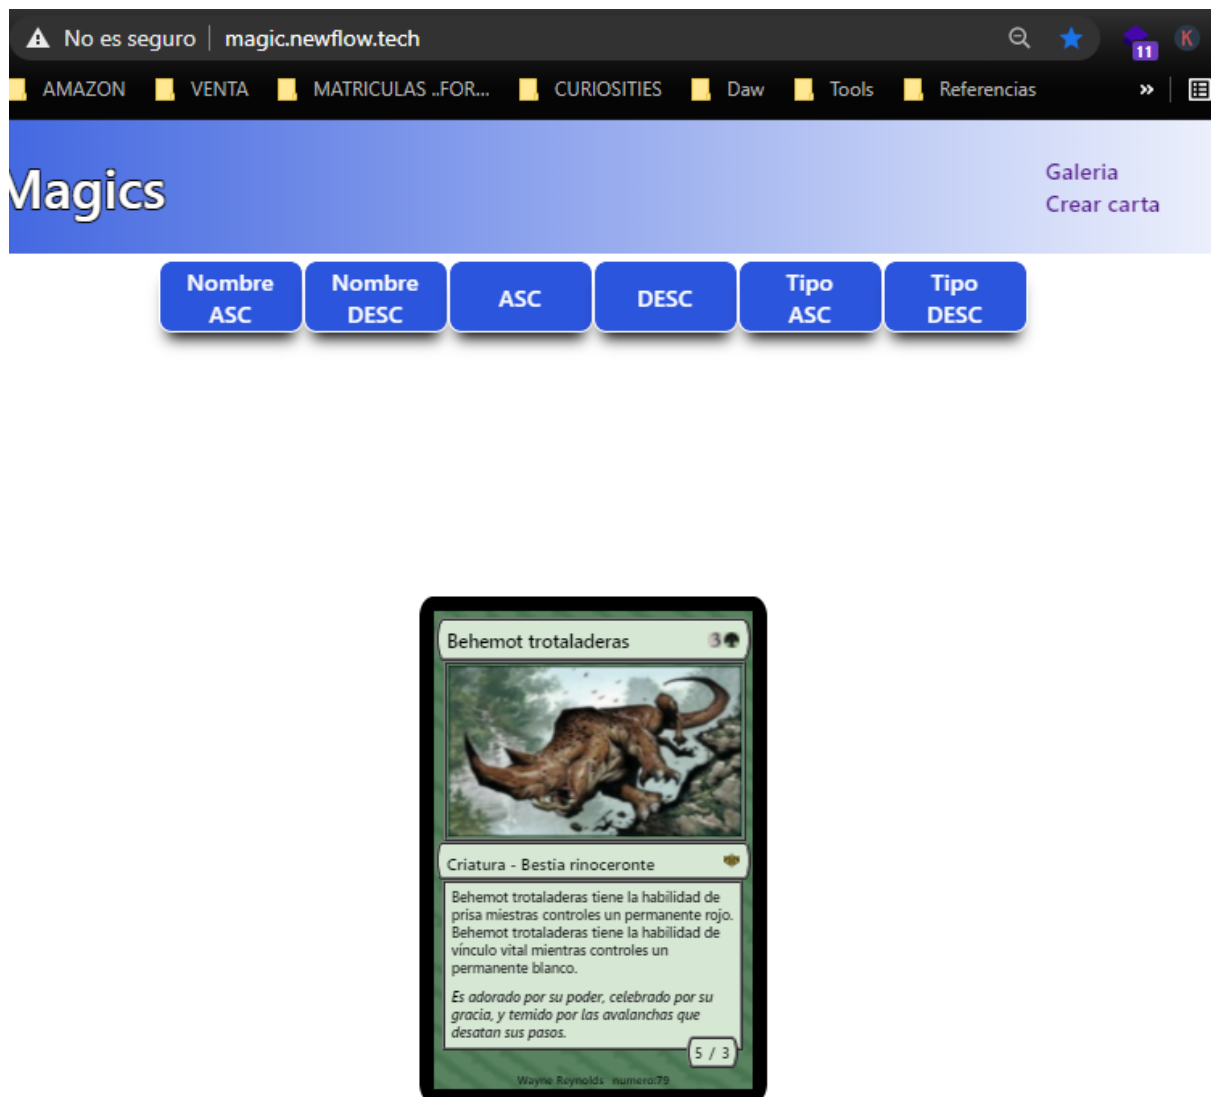 No es seguro | magic.newflow.tech
11
K
AMAZON VENTA MATRICULAS ..FOR... CURIOSITIES Daw Tools Referencias »
Magics
Galeria
Crear carta
Nombre ASC
Nombre DESC
ASC
DESC
Tipo ASC
Tipo DESC
Behemot trotaladeras 3
Criatura - Bestia rinoceronte
Behemot trotaladeras tiene la habilidad de
prisa miestras controles un permanente rojo.
Behemot trotaladeras tiene la habilidad de
vínculo vital mientras controles un
permanente blanco.
Es adorado por su poder, celebrado por su
gracia, y temido por las avalanchas que
desatan sus pasos.
5 / 3
Wayne Reynolds numero:79